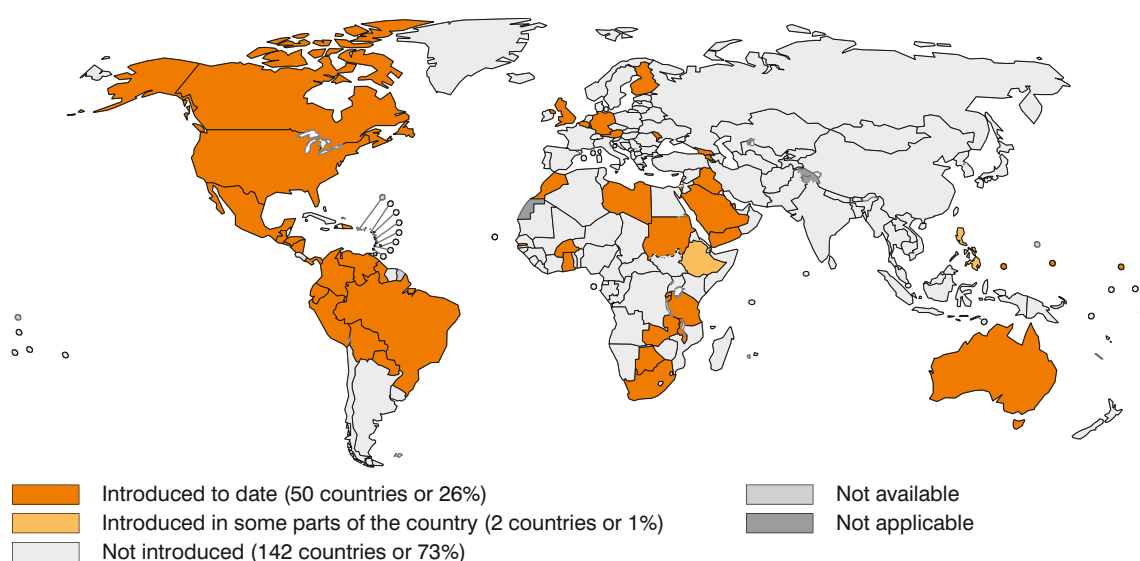 Introduced to date (50 countries or 26%)
Introduced in some parts of the country (2 countries or 1%)
Not introduced (142 countries or 73%)
Not available
Not applicable